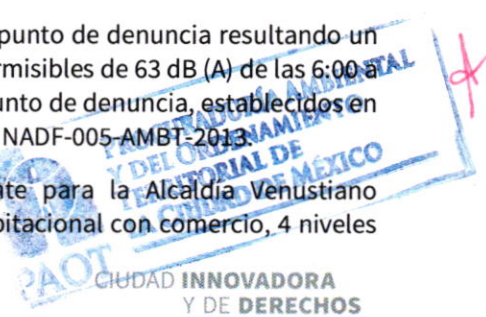 punto de denuncia resultando un
rmisibles de 63 dB (A) de las 6:00 a
unto de denuncia, establecidos en
NADF-005-AMBT-2013.
PROCURADURÍA AMBIENTAL
Y DEL ORDENAMIENTO
TERRITORIAL DE
LA CIUDAD DE MÉXICO
PAOT
te para la Alcaldía Venustiano
bitacional con comercio, 4 niveles
CIUDAD INNOVADORA
Y DE DERECHOS